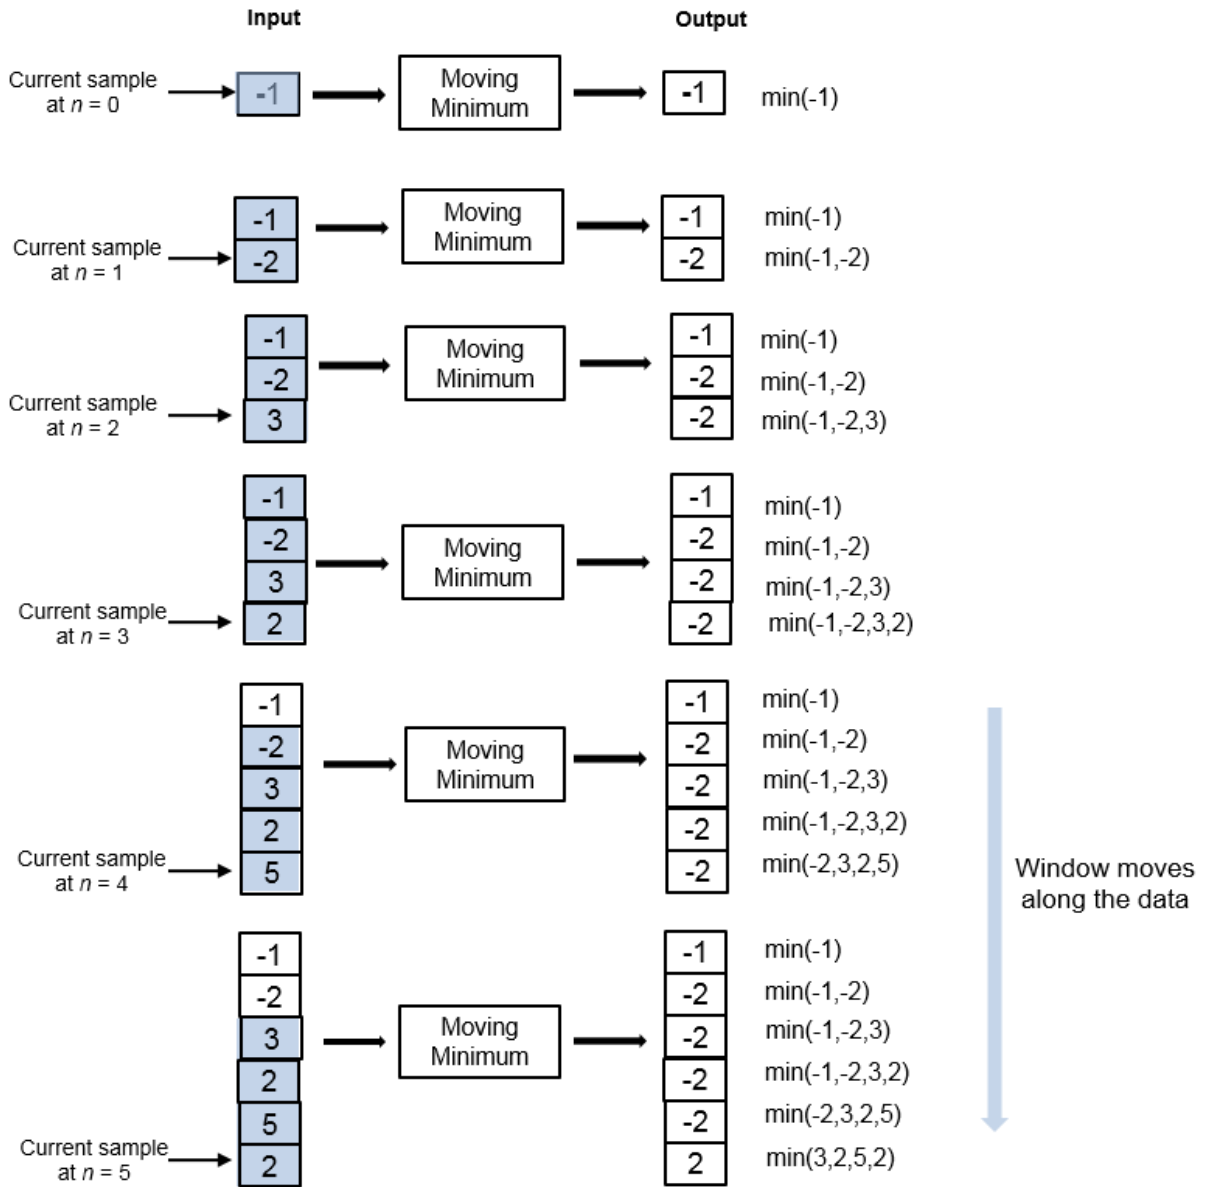 Input
Output
Current sample
at n = 0
-1
Moving
Minimum
-1
min(-1)
Current sample
at n = 1
-1
-2
Moving
Minimum
-1
-2
min(-1)
min(-1,-2)
Current sample
at n = 2
-1
-2
3
Moving
Minimum
-1
-2
-2
min(-1)
min(-1,-2)
min(-1,-2,3)
Current sample
at n = 3
-1
-2
3
2
Moving
Minimum
-1
-2
-2
-2
min(-1)
min(-1,-2)
min(-1,-2,3)
min(-1,-2,3,2)
Current sample
at n = 4
-1
-2
3
2
5
Moving
Minimum
-1
-2
-2
-2
-2
min(-1)
min(-1,-2)
min(-1,-2,3)
min(-1,-2,3,2)
min(-2,3,2,5)
Window moves
along the data
Current sample
at n = 5
-1
-2
3
2
5
2
Moving
Minimum
-1
-2
-2
-2
-2
2
min(-1)
min(-1,-2)
min(-1,-2,3)
min(-1,-2,3,2)
min(-2,3,2,5)
min(3,2,5,2)